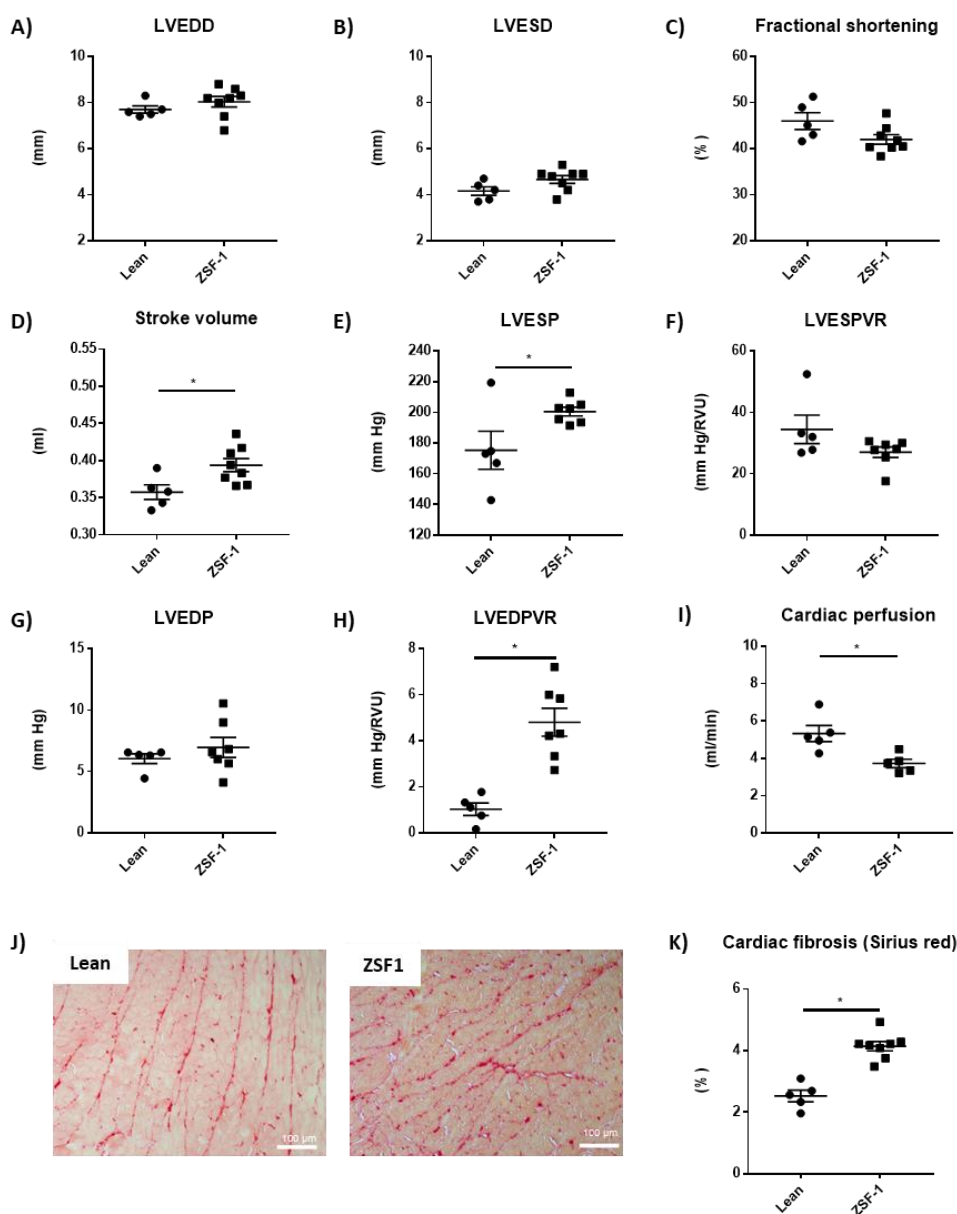 A) LVEDD
10
8
6
4
2
(mm)
Lean
ZSF-1
B) LVESD
10
8
6
4
2
(mm)
Lean
ZSF-1
C) Fractional shortening
60
50
40
30
20
(% )
Lean
ZSF-1
D) Stroke volume
0.55
0.50
0.45
0.40
0.35
0.30
(ml)
*
Lean
ZSF-1
E) LVESP
240
220
200
180
160
140
120
(mm Hg)
*
Lean
ZSF-1
F) LVESPVR
60
40
20
0
(mm Hg/RVU)
Lean
ZSF-1
G) LVEDP
15
10
5
0
(mm Hg)
Lean
ZSF-1
H) LVEDPVR
8
6
4
2
0
(mm Hg/RVU)
*
Lean
ZSF-1
I) Cardiac perfusion
10
8
6
4
2
0
(ml/min)
*
Lean
ZSF-1
J)
Lean
100 µm
ZSF1
100 µm
K) Cardiac fibrosis (Sirius red)
6
4
2
0
(% )
*
Lean
ZSF-1